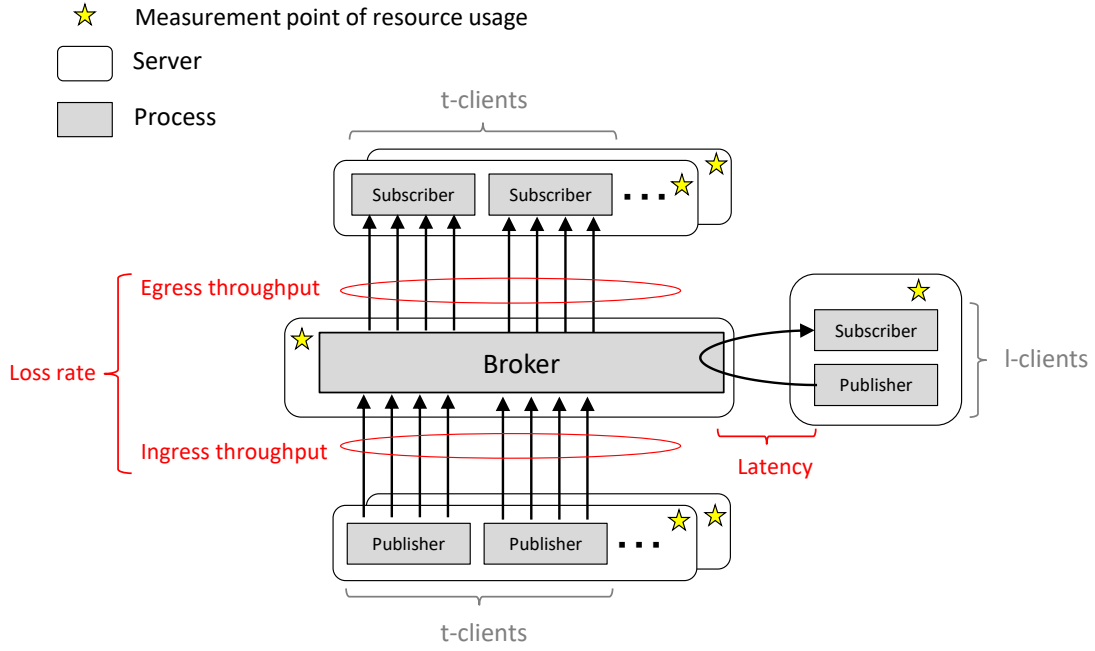 Measurement point of resource usage
Server
Process
t-clients
Subscriber
Subscriber
...
Egress throughput
Subscriber
Loss rate
Broker
l-clients
Publisher
Ingress throughput
Latency
Publisher
Publisher
...
t-clients